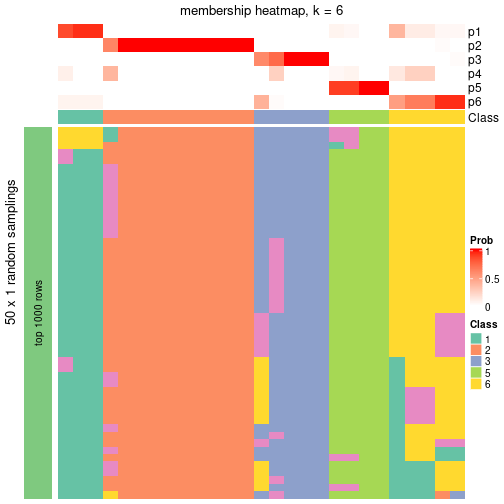 membership heatmap, k = 6
p1
p2
p3
p4
p5
p6
Class
50 x 1 random samplings
top 1000 rows
Prob
1
0.5
0
Class
1
2
3
5
6